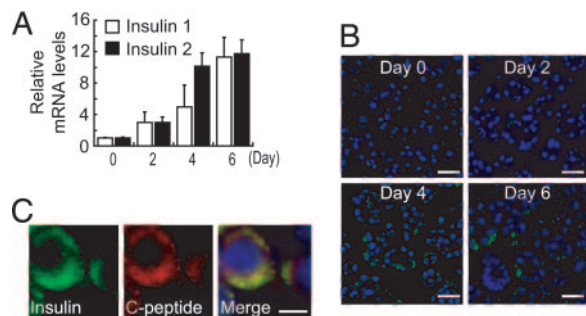 A
Relative
mRNA levels
16
12
8
4
0
Insulin 1
Insulin 2
0 2 4 6 (Day)
B
Day 0
Day 2
Day 4
Day 6
C
Insulin
C-peptide
Merge